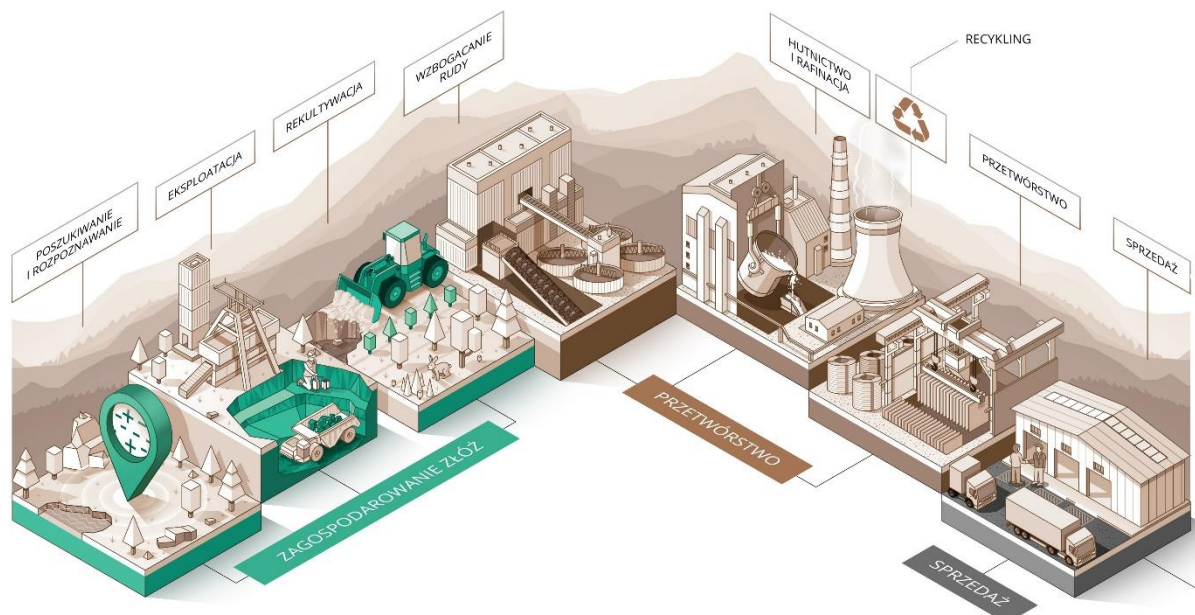 POSZUKIWANIE
I ROZPOZNAWANIE
EKSPLOATACJA
REKULTYWACJA
WZBOGACANIE
RUDY
HUTNICTWO
I RAFINACJA
RECYKLING
PRZETWÓRSTWO
SPRZEDAŻ
ZAGOSPODAROWANIE ZŁÓŻ
PRZETWÓRSTWO
SPRZEDAŻ